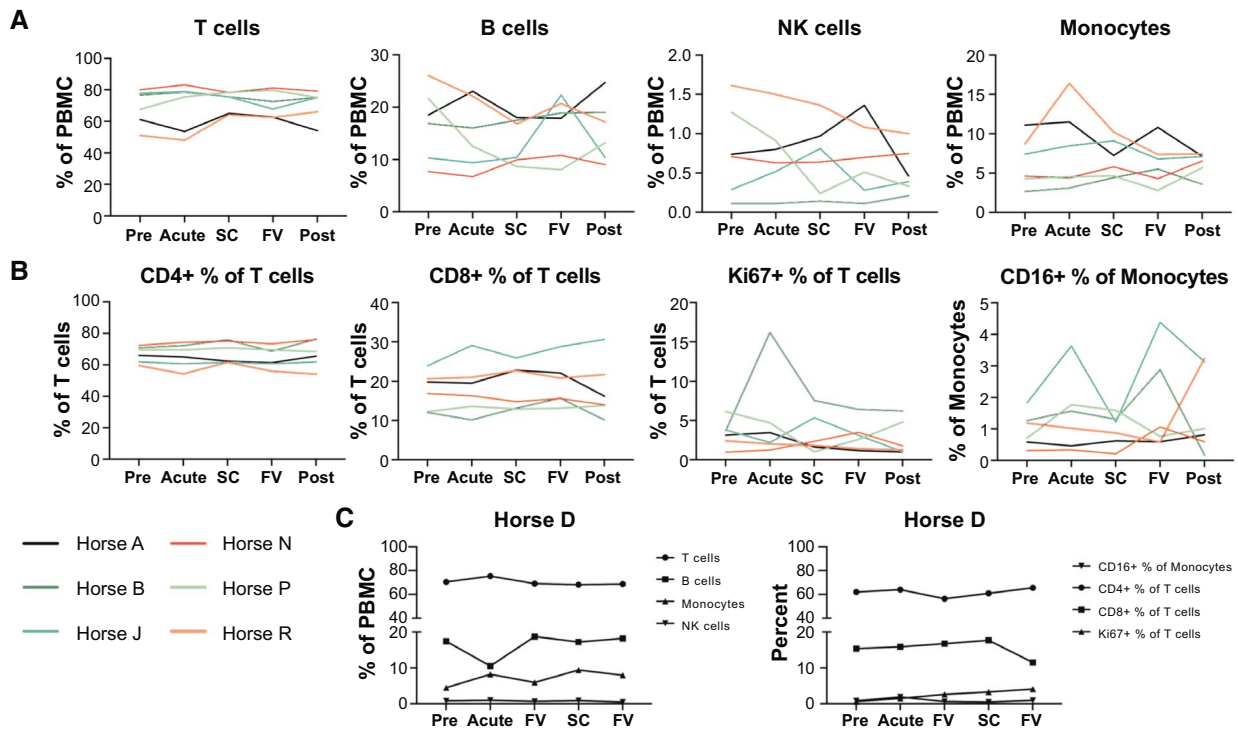 A
T cells
B cells
NK cells
Monocytes
% of PBMC
100
80
60
40
20
0
Pre Acute SC FV Post
% of PBMC
30
20
10
0
Pre Acute SC FV Post
% of PBMC
2.0
1.5
1.0
0.5
0.0
Pre Acute SC FV Post
% of PBMC
20
15
10
5
0
Pre Acute SC FV Post
B
CD4+ % of T cells
CD8+ % of T cells
Ki67+ % of T cells
CD16+ % of Monocytes
% of T cells
100
80
60
40
20
0
Pre Acute SC FV Post
% of T cells
40
30
20
10
0
Pre Acute SC FV Post
% of T cells
20
15
10
5
0
Pre Acute SC FV Post
% of Monocytes
5
4
3
2
1
0
Pre Acute SC FV Post
Horse A
Horse N
Horse B
Horse P
Horse J
Horse R
C
Horse D
% of PBMC
100
80
60
40
20
10
0
Pre Acute FV SC FV
T cells
B cells
Monocytes
NK cells
Horse D
Percent
100
80
60
40
20
10
0
Pre Acute FV SC FV
CD16+ % of Monocytes
CD4+ % of T cells
CD8+ % of T cells
Ki67+ % of T cells